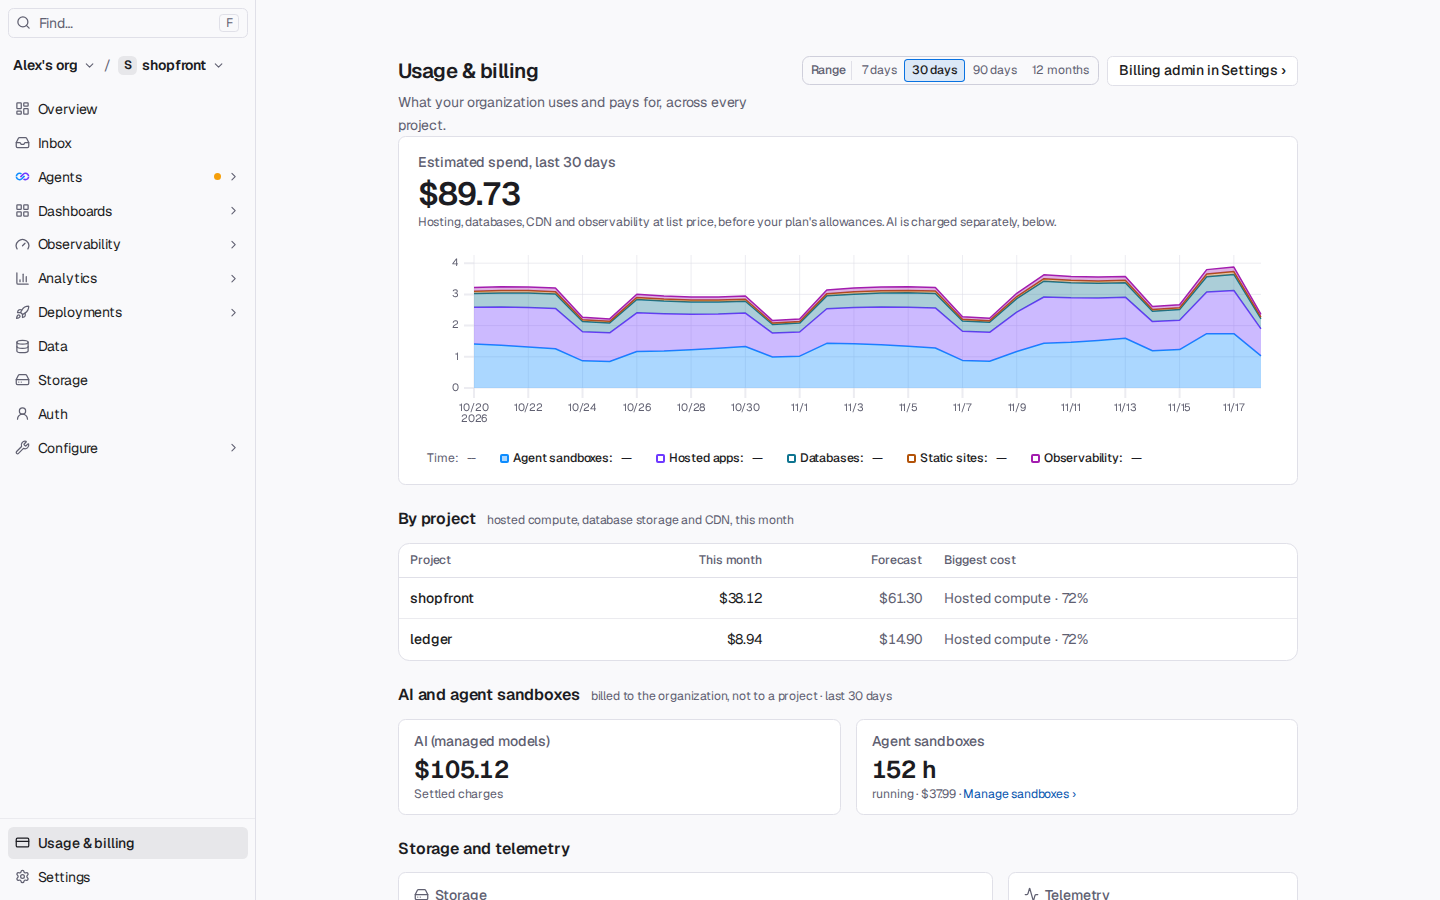 Find...
F
Alex's org / S shopfront
Overview
Inbox
Agents
Dashboards
Observability
Analytics
Deployments
Data
Storage
Auth
Configure
Usage & billing
Settings
Usage & billing
Range 7 days 30 days 90 days 12 months
Billing admin in Settings ›
What your organization uses and pays for, across every
project.
Estimated spend, last 30 days
$89.73
Hosting, databases, CDN and observability at list price, before your plan's allowances. AI is charged separately, below.
4
3
2
1
0
10/20 10/22 10/24 10/26 10/28 10/30 11/1 11/3 11/5 11/7 11/9 11/11 11/13 11/15 11/17
2026
Time: -- Agent sandboxes: — Hosted apps: — Databases: — Static sites: — Observability: —
By project hosted compute, database storage and CDN, this month
Project This month Forecast Biggest cost
shopfront $38.12 $61.30 Hosted compute · 72%
ledger $8.94 $14.90 Hosted compute · 72%
AI and agent sandboxes billed to the organization, not to a project · last 30 days
AI (managed models)
$105.12
Settled charges
Agent sandboxes
152 h
running · $37.99 · Manage sandboxes ›
Storage and telemetry
Storage
Telemetry